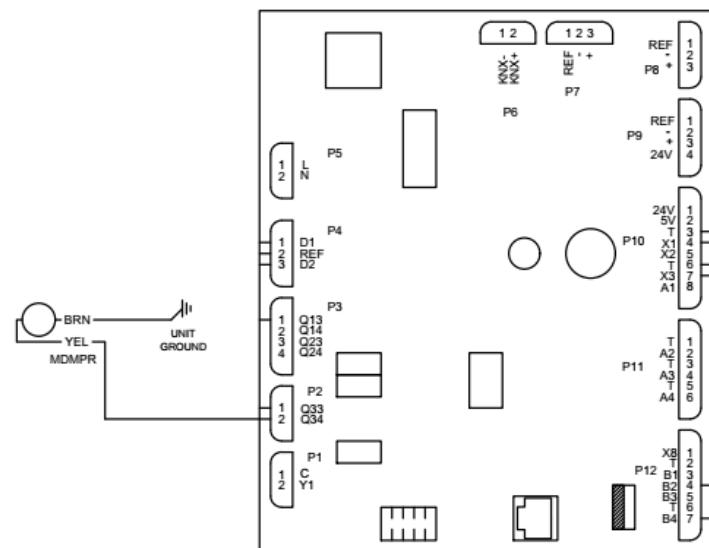 1 2
KNX-
KNX+
P6
1 2 3
REF
-
+
P7
REF 1
- 2
+ 3
P8
REF 1
- 2
+ 3
24V 4
P9
P5
1 L
2 N
P4
1 D1
2 REF
3 D2
P3
1 Q13
2 Q14
3 Q23
4 Q24
P2
1 Q33
2 Q34
P1
1 C
2 Y1
BRN
YEL
MDMPR
UNIT
GROUND
P10
24V 1
5V 2
T 3
X1 4
X2 5
T 6
X3 7
A1 8
P11
T 1
A2 2
T 3
A3 4
T 5
A4 6
P12
X8 1
T 2
B1 3
B2 4
B3 5
T 6
B4 7